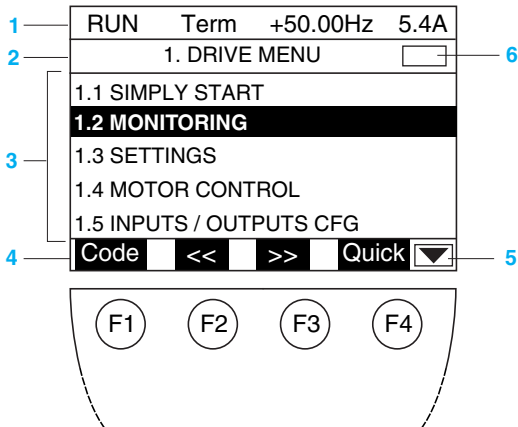 1 RUN Term +50.00Hz 5.4A
2 1. DRIVE MENU 6
1.1 SIMPLY START
1.2 MONITORING
3 1.3 SETTINGS
1.4 MOTOR CONTROL
1.5 INPUTS / OUTPUTS CFG
4 Code << >> Quick 5
F1 F2 F3 F4